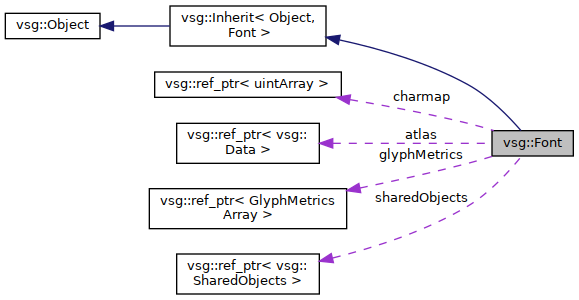 vsg::Object
vsg::Inherit< Object,
Font >
vsg::ref_ptr< uintArray >
charmap
vsg::ref_ptr< vsg::
Data >
atlas
vsg::Font
glyphMetrics
vsg::ref_ptr< GlyphMetrics
Array >
sharedObjects
vsg::ref_ptr< vsg::
SharedObjects >